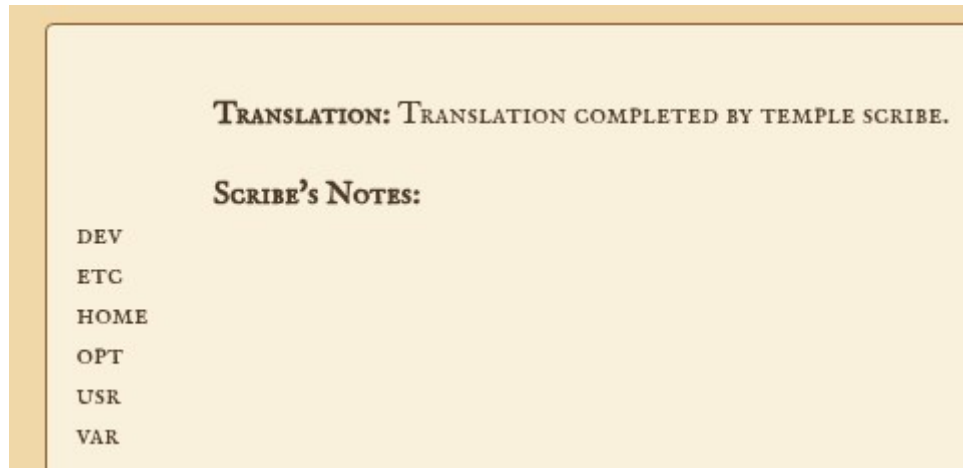 Translation: Translation completed by temple scribe.
Scribe's Notes:
dev
etc
home
opt
usr
var